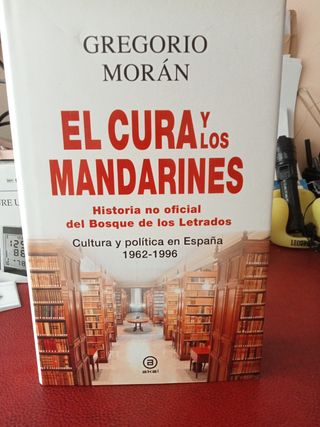 GREGORIO
MORÁN
EL CURA Y LOS
MANDARINES
Historia no oficial
del Bosque de los Letrados
Cultura y política en España
1962-1996
a
akal